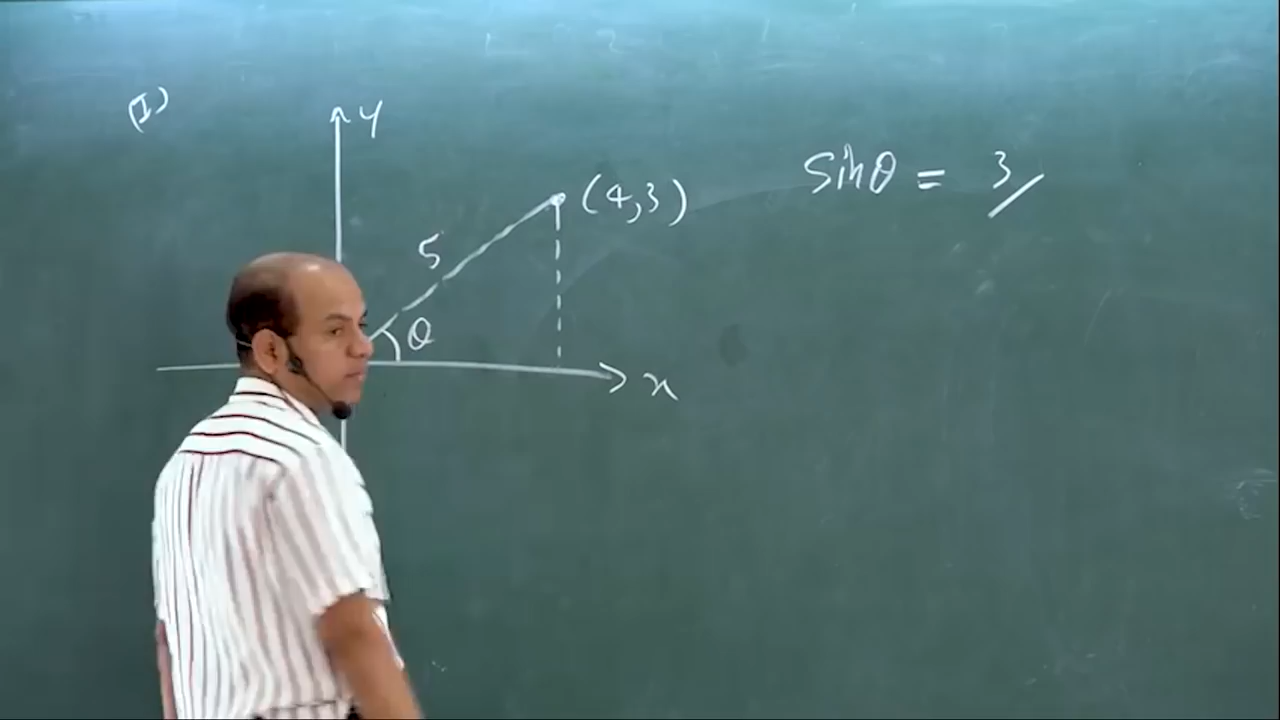 (I)
y
sinθ = 3/
(4,3)
5
θ
x